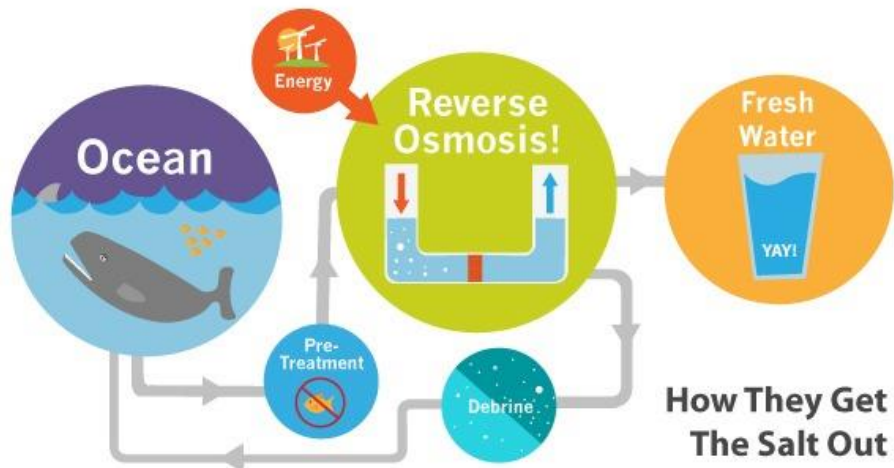 Energy
Ocean
Reverse
Osmosis!
Fresh
Water
YAY!
Pre-
Treatment
Debrine
How They Get
The Salt Out